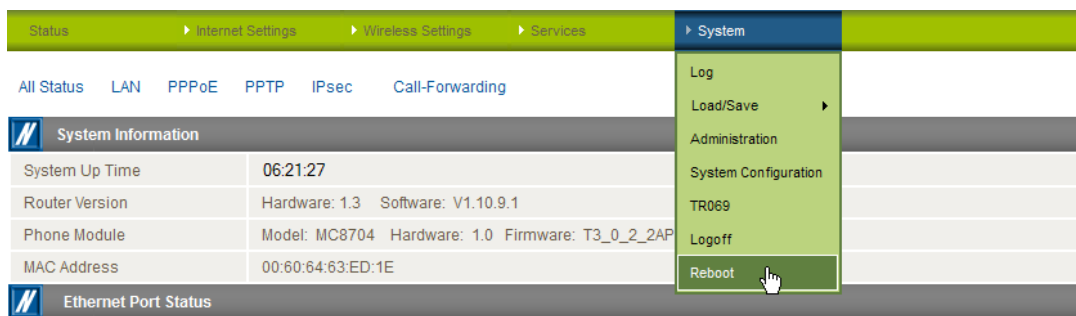 Status Internet Settings Wireless Settings Services System
All Status LAN PPPoE PPTP IPsec Call-Forwarding
System Information
System Up Time 06:21:27
Router Version Hardware: 1.3 Software: V1.10.9.1
Phone Module Model: MC8704 Hardware: 1.0 Firmware: T3_0_2_2AP
MAC Address 00:60:64:63:ED:1E
Ethernet Port Status
Log
Load/Save
Administration
System Configuration
TR069
Logoff
Reboot